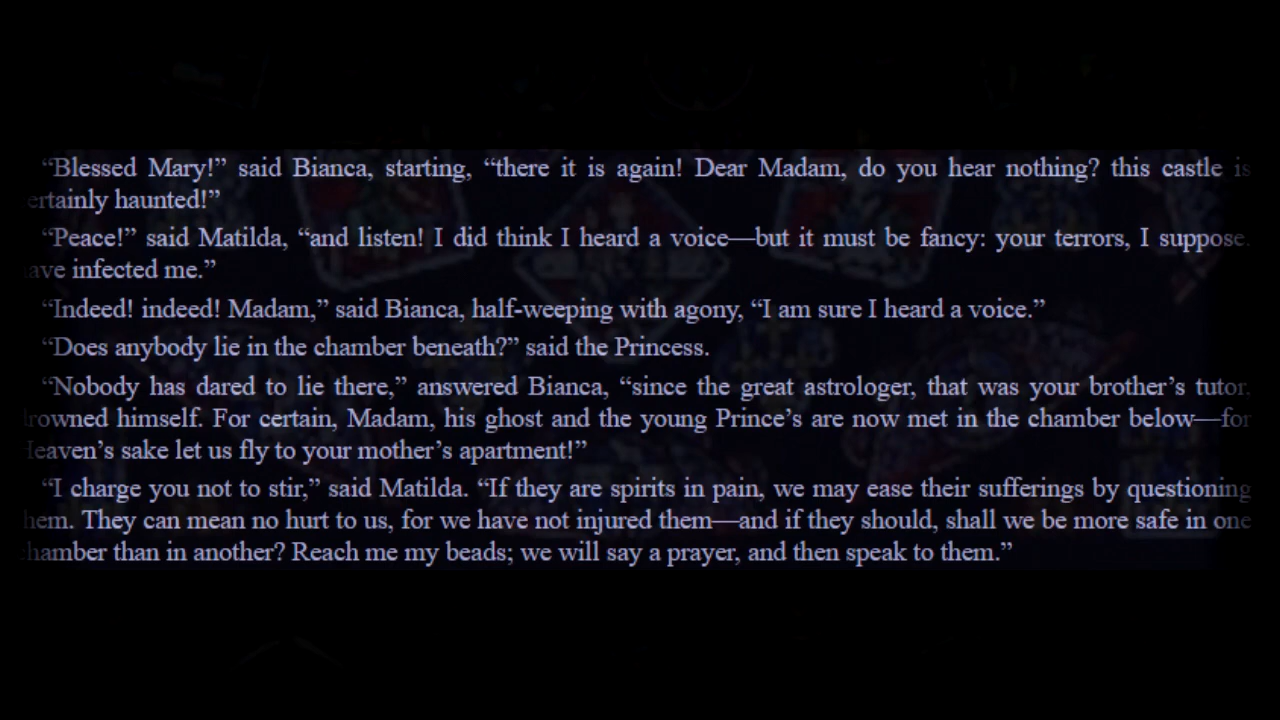 “Blessed Mary!” said Bianca, starting, “there it is again! Dear Madam, do you hear nothing? this castle is
ertainly haunted!”
“Peace!” said Matilda, “and listen! I did think I heard a voice—but it must be fancy: your terrors, I suppose,
ave infected me.”
“Indeed! indeed! Madam,” said Bianca, half-weeping with agony, “I am sure I heard a voice.”
“Does anybody lie in the chamber beneath?” said the Princess.
“Nobody has dared to lie there,” answered Bianca, “since the great astrologer, that was your brother’s tutor,
rowned himself. For certain, Madam, his ghost and the young Prince’s are now met in the chamber below—for
Heaven’s sake let us fly to your mother’s apartment!”
“I charge you not to stir,” said Matilda. “If they are spirits in pain, we may ease their sufferings by questioning
hem. They can mean no hurt to us, for we have not injured them—and if they should, shall we be more safe in one
hamber than in another? Reach me my beads; we will say a prayer, and then speak to them.”